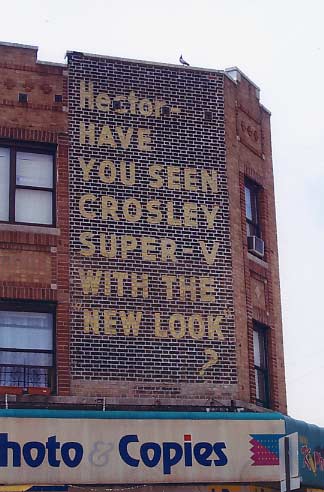 Hector-
HAVE
YOU SEEN
CROSLEY
SUPER-V
WITH THE
NEW LOOK
?
hoto & Copies